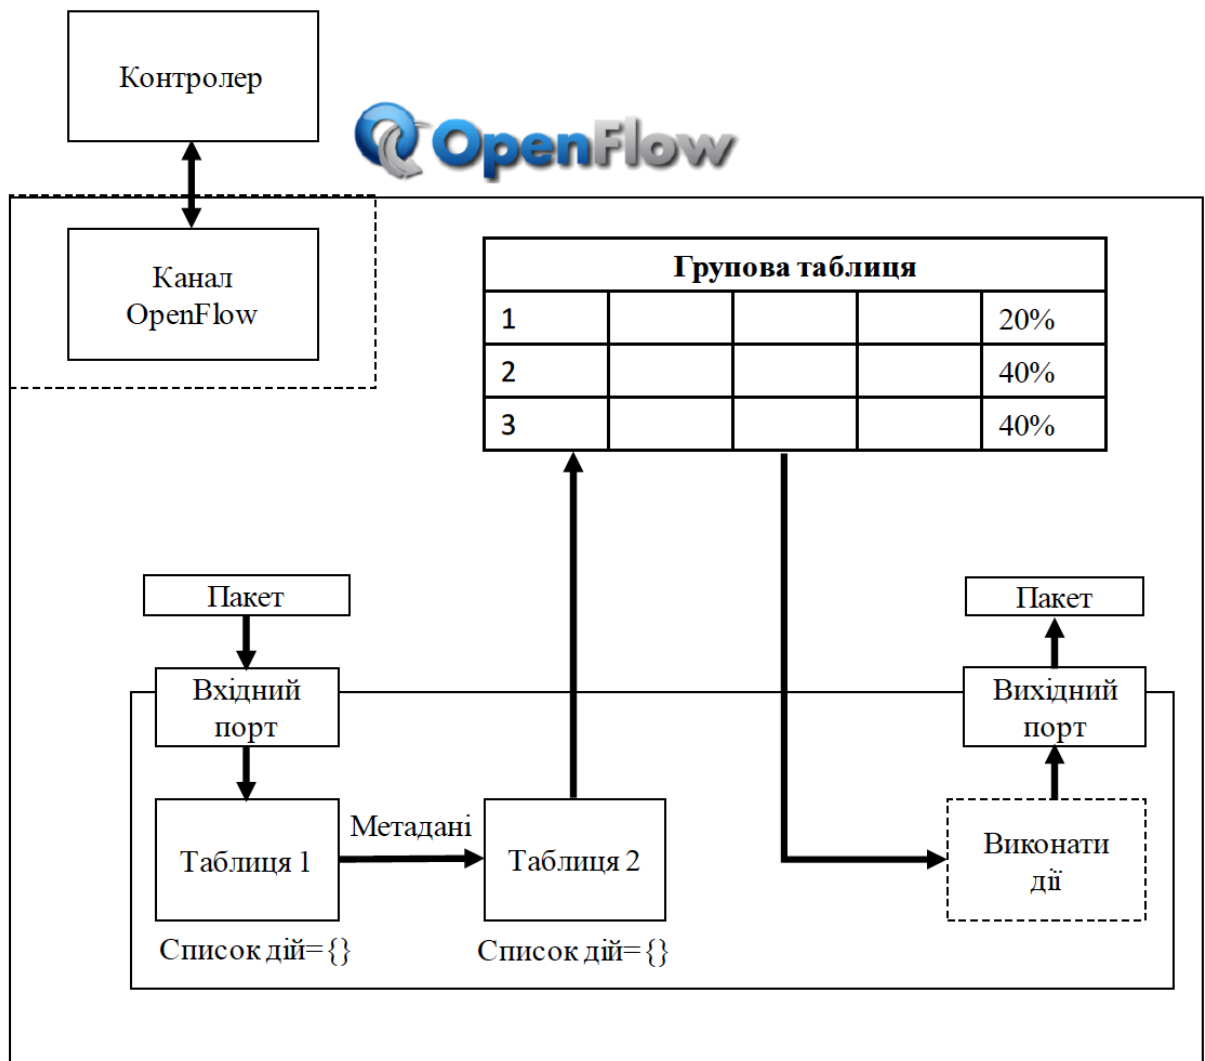 Контролер
OpenFlow
Канал
OpenFlow
Групова таблиця
1 20%
2 40%
3 40%
Пакет
Пакет
Вхідний
порт
Вихідний
порт
Метадані
Таблиця 1
Таблиця 2
Виконати
дії
Список дій={}
Список дій={}